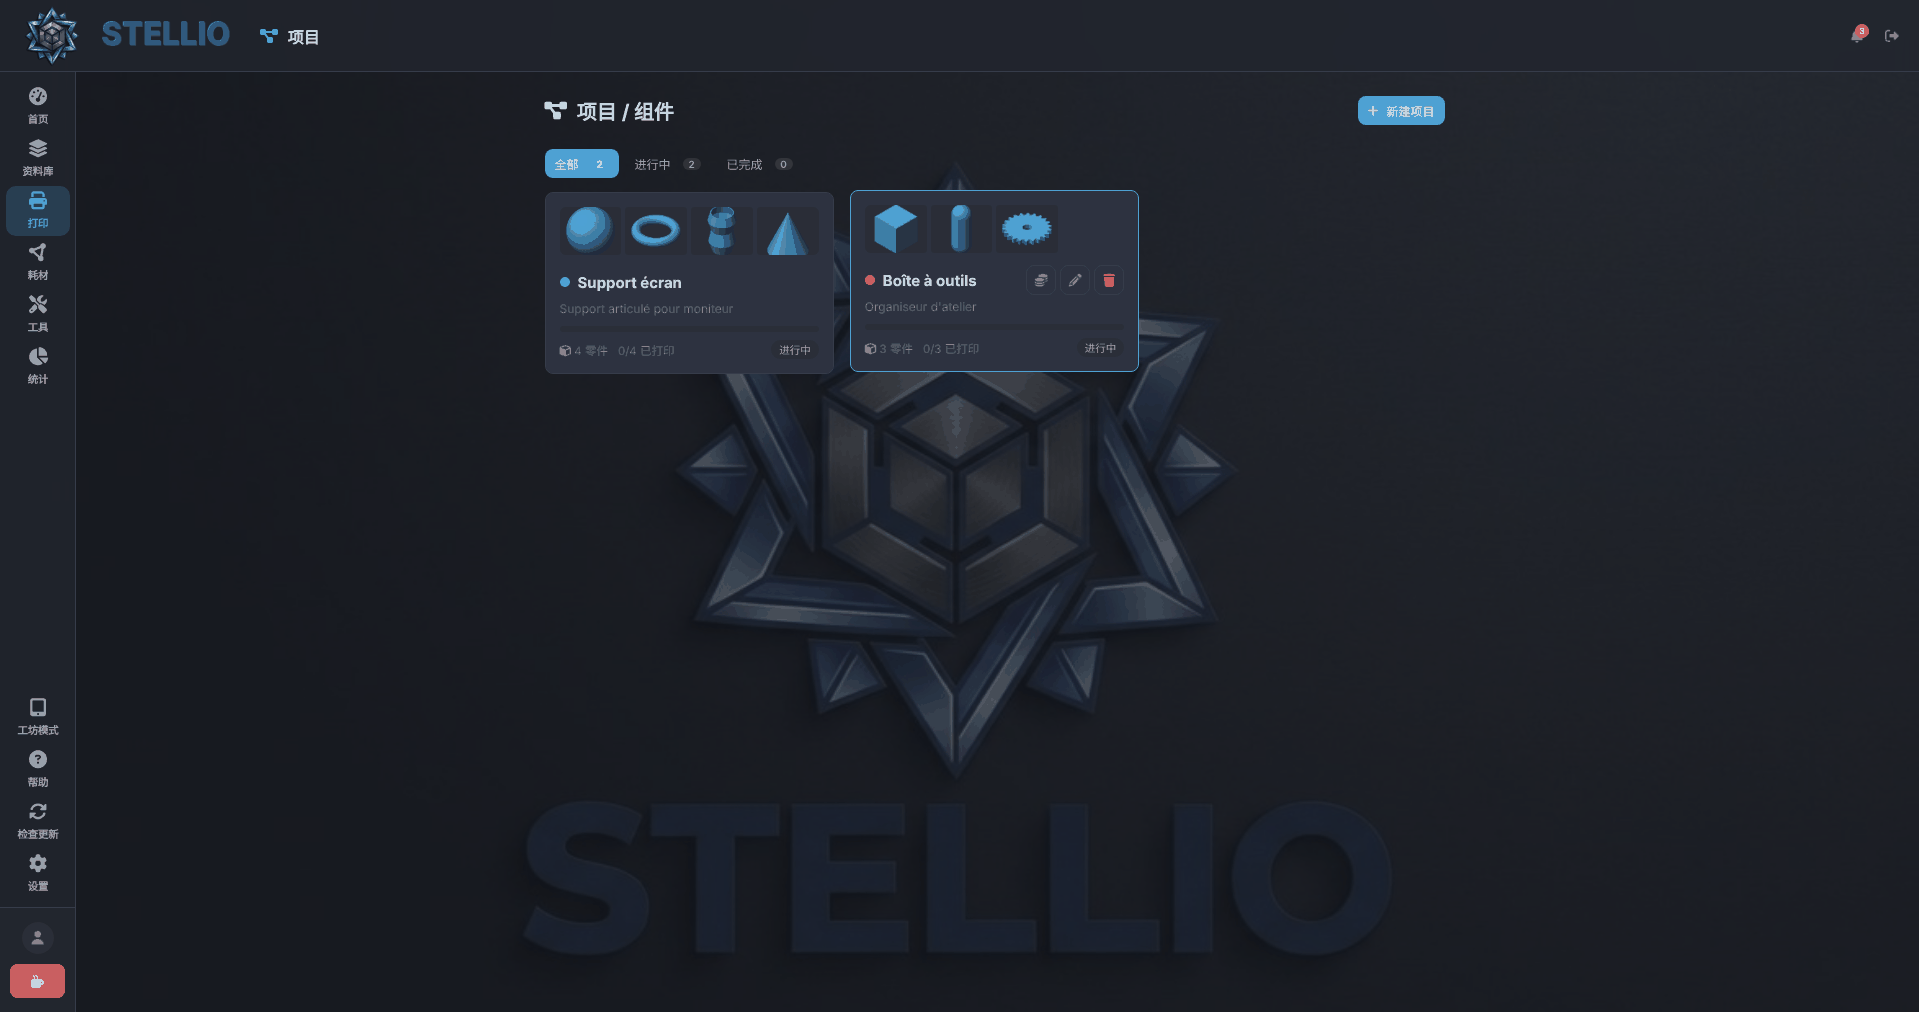 STELLIO
项目
3
首页
资料库
打印
耗材
工具
统计
工坊模式
帮助
检查更新
设置
项目 / 组件
新建项目
全部 2
进行中 2
已完成 0
Support écran
Support articulé pour moniteur
4 零件 0/4 已打印
进行中
Boîte à outils
Organiseur d'atelier
3 零件 0/3 已打印
进行中
STELLIO